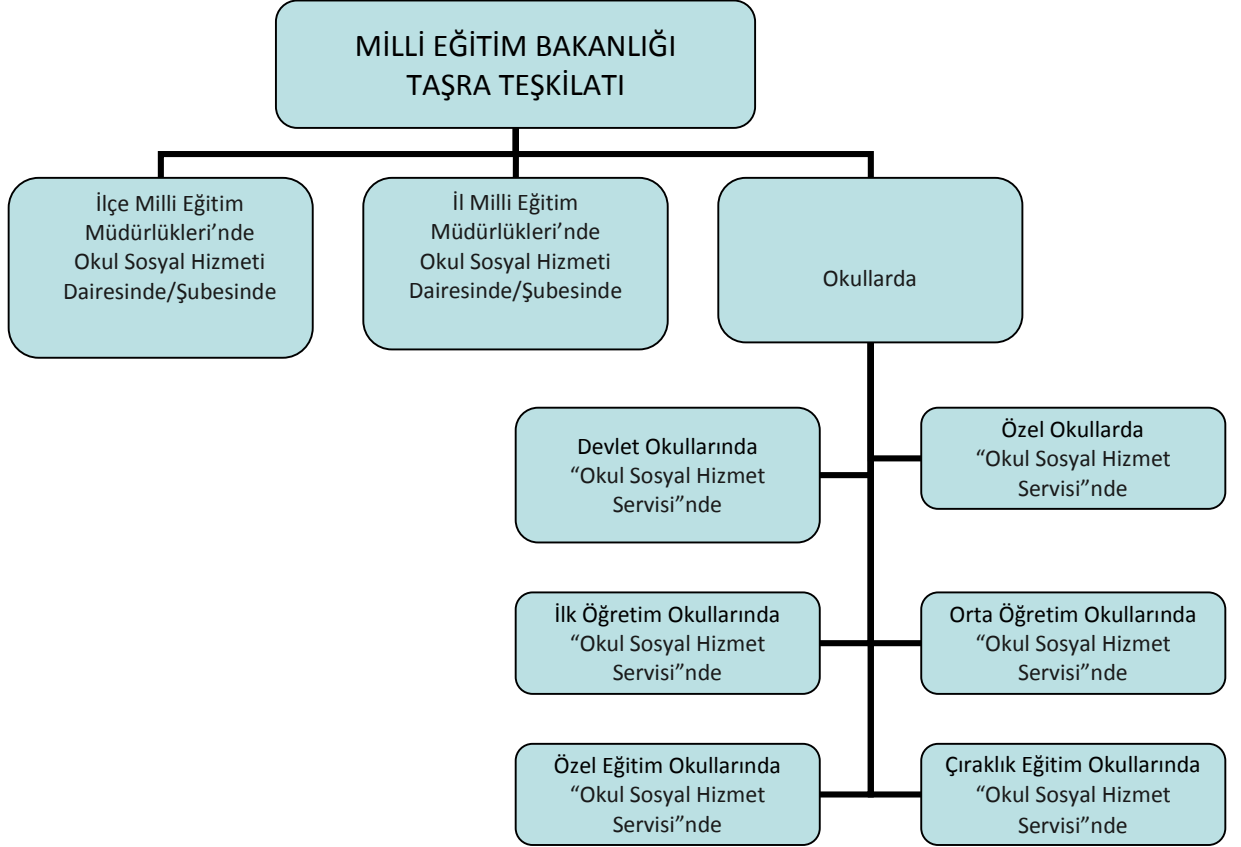 MİLLİ EĞİTİM BAKANLIĞI
TAŞRA TEŞKİLATI
İlçe Milli Eğitim
Müdürlükleri’nde
Okul Sosyal Hizmeti
Dairesinde/Şubesinde
İl Milli Eğitim
Müdürlükleri’nde
Okul Sosyal Hizmeti
Dairesinde/Şubesinde
Okullarda
Devlet Okullarında
“Okul Sosyal Hizmet
Servisi”nde
Özel Okullarda
“Okul Sosyal Hizmet
Servisi”nde
İlk Öğretim Okullarında
“Okul Sosyal Hizmet
Servisi”nde
Orta Öğretim Okullarında
“Okul Sosyal Hizmet
Servisi”nde
Özel Eğitim Okullarında
“Okul Sosyal Hizmet
Servisi”nde
Çıraklık Eğitim Okullarında
“Okul Sosyal Hizmet
Servisi”nde